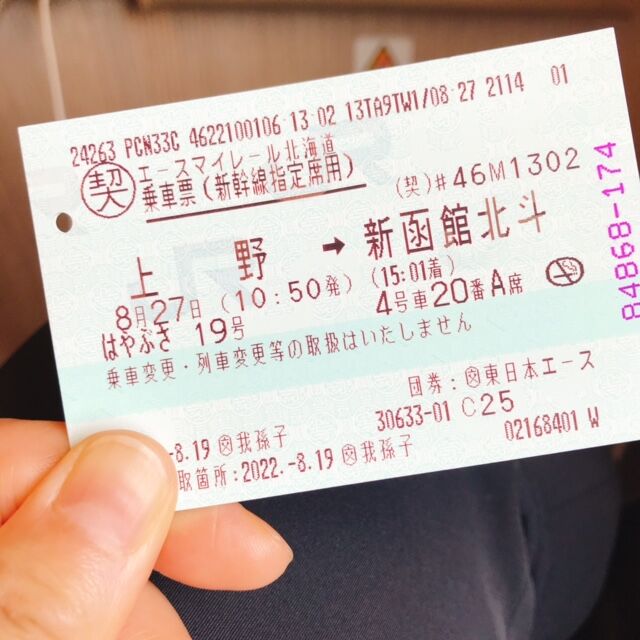 24263 PCN33C 4622100106 13-02 13TA9TW1/08-27 2114 01
契 エースマイレール北海道
乗車票(新幹線指定席用)
(契)♯46M1302
上野 → 新函館北斗
8月27日 (10:50発) (15:01着) 4号車20番A席
はやぶさ 19号
乗車変更・列車変更等の取扱はいたしません
団券:東日本エース
30633-01 C25
-8.19 我孫子 02168401 W
取箇所:2022.-8.19 我孫子
84868-174